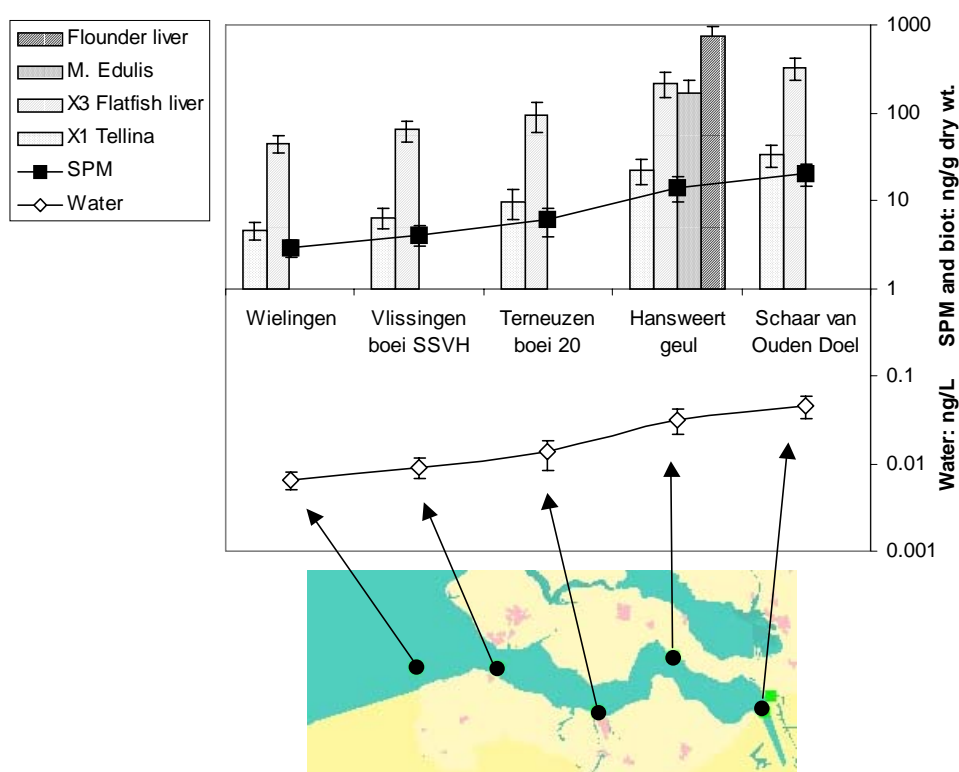 Flounder liver
M. Edulis
X3 Flatfish liver
X1 Tellina
SPM
Water
1000
100
10
1
SPM and biot: ng/g dry wt.
Wielingen
Vlissingen
boei SSVH
Terneuzen
boei 20
Hansweert
geul
Schaar van
Ouden Doel
0.1
0.01
0.001
Water: ng/L